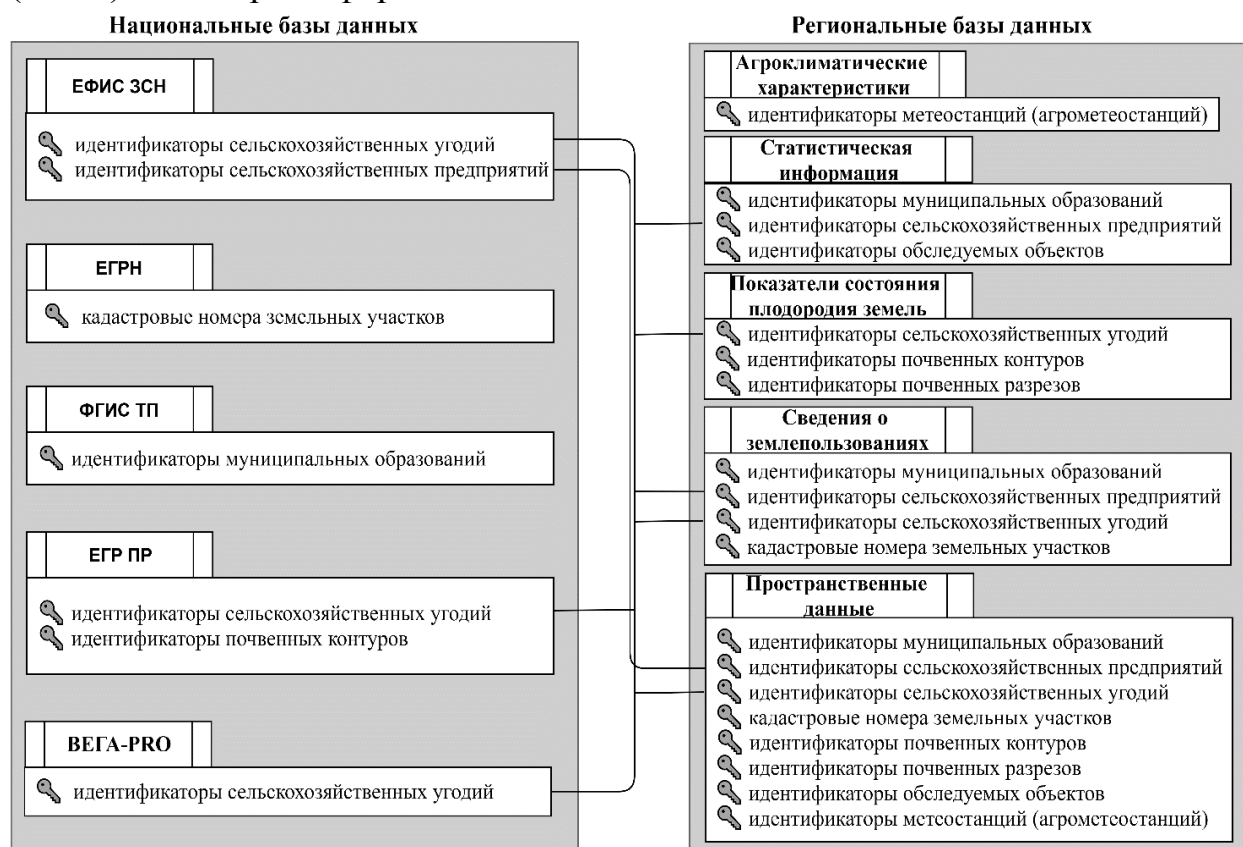 Национальные базы данных
ЕФИС ЗСН
идентификаторы сельскохозяйственных угодий
идентификаторы сельскохозяйственных предприятий
ЕГРН
кадастровые номера земельных участков
ФГИС ТП
идентификаторы муниципальных образований
ЕГР ПР
идентификаторы сельскохозяйственных угодий
идентификаторы почвенных контуров
ВЕГА-PRO
идентификаторы сельскохозяйственных угодий
Региональные базы данных
Агроклиматические
характеристики
идентификаторы метеостанций (агрометеостанций)
Статистическая
информация
идентификаторы муниципальных образований
идентификаторы сельскохозяйственных предприятий
идентификаторы обследуемых объектов
Показатели состояния
плодородия земель
идентификаторы сельскохозяйственных угодий
идентификаторы почвенных контуров
идентификаторы почвенных разрезов
Сведения о
землепользованиях
идентификаторы муниципальных образований
идентификаторы сельскохозяйственных предприятий
идентификаторы сельскохозяйственных угодий
кадастровые номера земельных участков
Пространственные
данные
идентификаторы муниципальных образований
идентификаторы сельскохозяйственных предприятий
идентификаторы сельскохозяйственных угодий
кадастровые номера земельных участков
идентификаторы почвенных контуров
идентификаторы почвенных разрезов
идентификаторы обследуемых объектов
идентификаторы метеостанций (агрометеостанций)